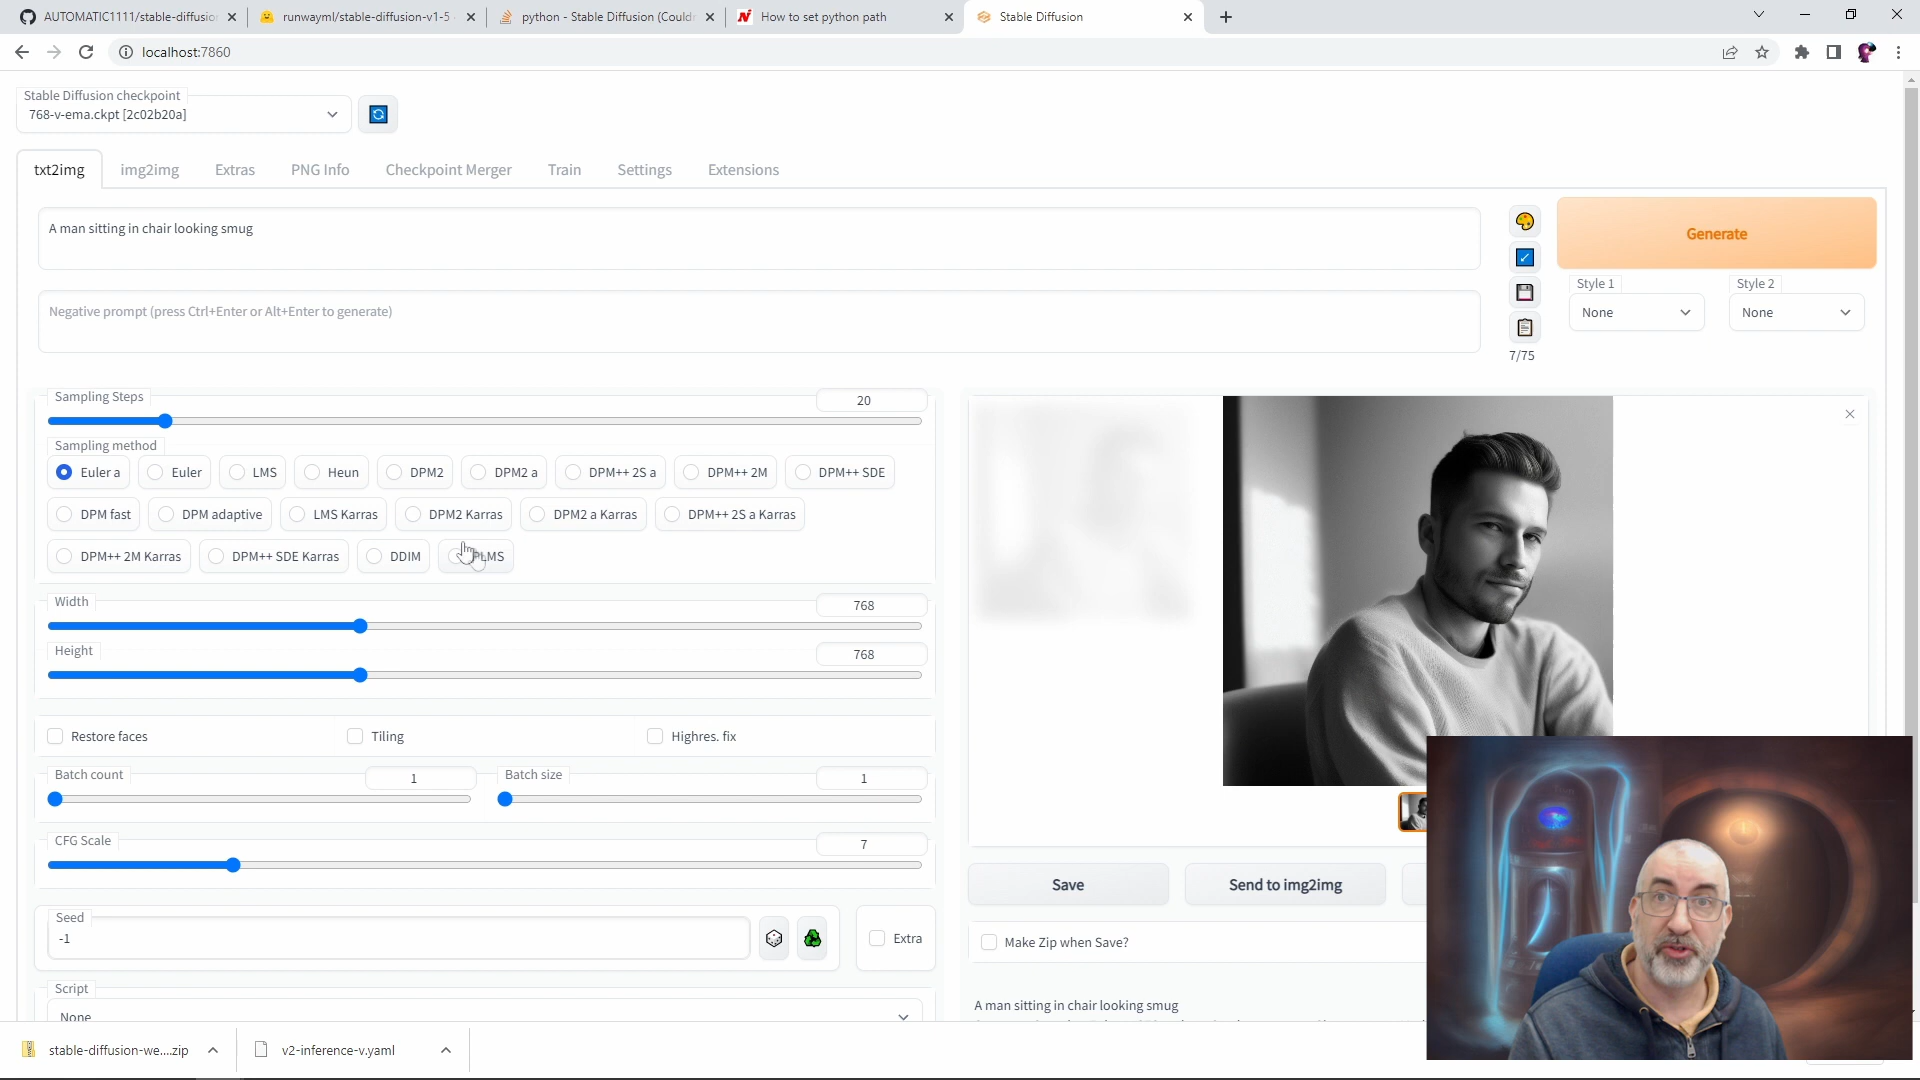 AUTOMATIC1111/stable-diffusion
runwayml/stable-diffusion-v1-5
python - Stable Diffusion (Could
How to set python path
Stable Diffusion
localhost:7860
Stable Diffusion checkpoint
768-v-ema.ckpt [2c02b20a]
txt2img
img2img
Extras
PNG Info
Checkpoint Merger
Train
Settings
Extensions
A man sitting in chair looking smug
Generate
Style 1
Style 2
Negative prompt (press Ctrl+Enter or Alt+Enter to generate)
None
None
7/75
Sampling Steps
20
Sampling method
Euler a
Euler
LMS
Heun
DPM2
DPM2 a
DPM++ 2S a
DPM++ 2M
DPM++ SDE
DPM fast
DPM adaptive
LMS Karras
DPM2 Karras
DPM2 a Karras
DPM++ 2S a Karras
DPM++ 2M Karras
DPM++ SDE Karras
DDIM
PLMS
Width
768
Height
768
Restore faces
Tiling
Highres. fix
Batch count
1
Batch size
1
CFG Scale
7
Save
Send to img2img
Seed
-1
Extra
Make Zip when Save?
Script
None
A man sitting in chair looking smug
stable-diffusion-we....zip
v2-inference-v.yaml